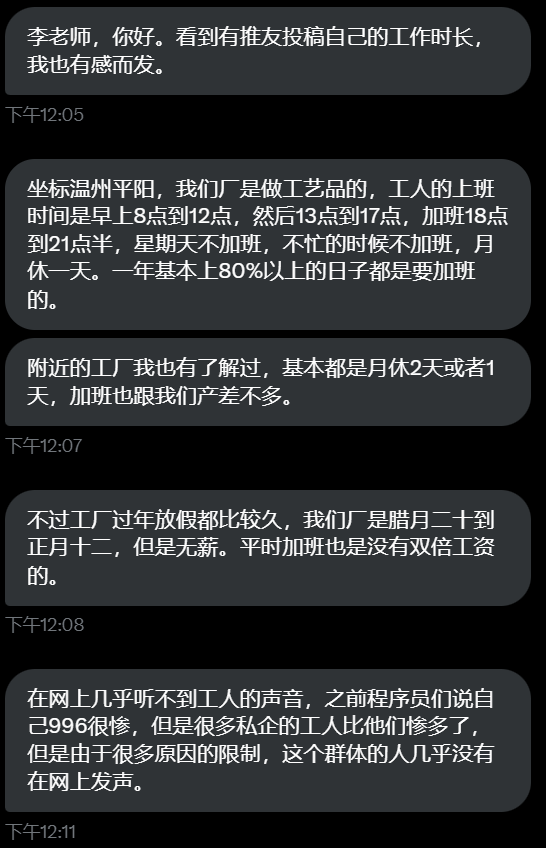 李老师，你好。看到有推友投稿自己的工作时长，
我也有感而发。
下午12:05
坐标温州平阳，我们厂是做工艺品的，工人的上班
时间是早上8点到12点，然后13点到17点，加班18点
到21点半，星期天不加班，不忙的时候不加班，月
休一天。一年基本上80%以上的日子都是要加班
的。
附近的工厂我也有了解过，基本都是月休2天或者1
天，加班也跟我们产差不多。
下午12:07
不过工厂过年放假都比较久，我们厂是腊月二十到
正月十二，但是无薪。平时加班也是没有双倍工资
的。
下午12:08
在网上几乎听不到工人的声音，之前程序员们说自
己996很惨，但是很多私企的工人比他们惨多了，
但是由于很多原因的限制，这个群体的人几乎没有
在网上发声。
下午12:11